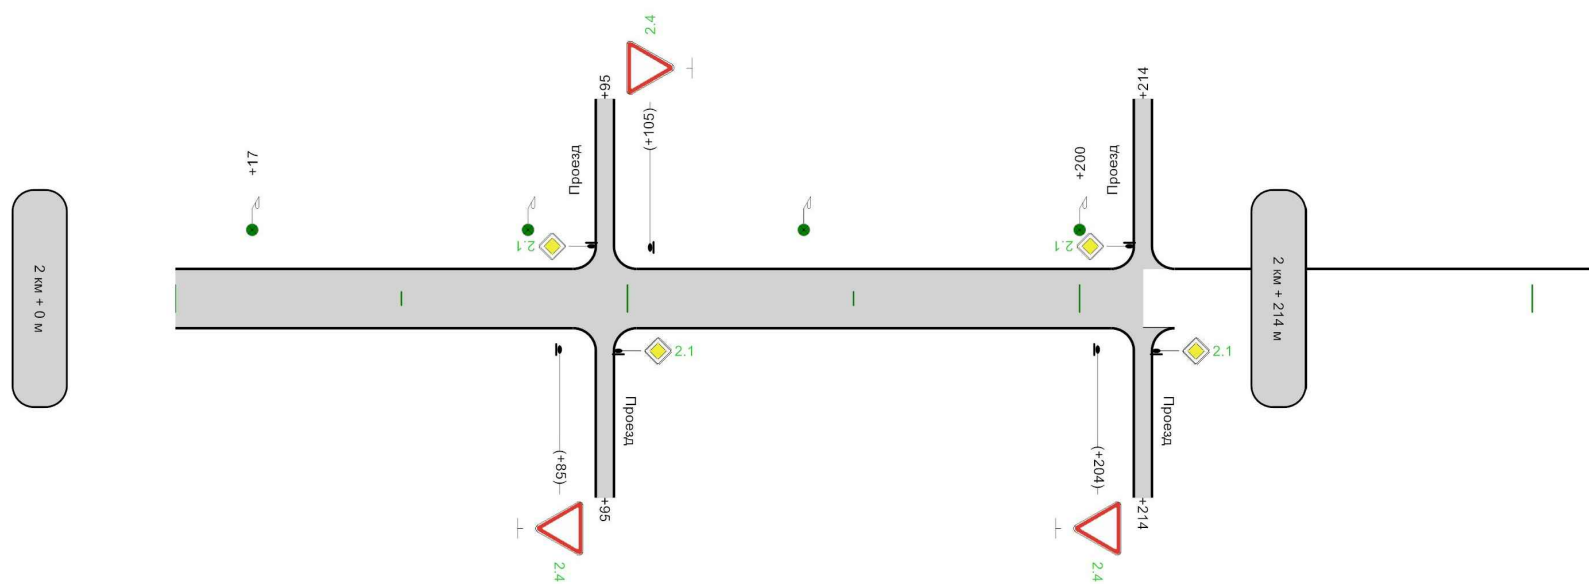 2 км + 0 м
+17
2.4
+95
(+105)
Проезд
2.1
+214
+200
Проезд
2.1
2 км + 214 м
2.1
Проезд
(+85)
+95
2.4
2.1
Проезд
(+204)
+214
2.4